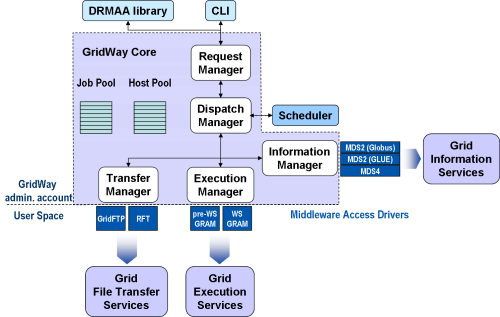 DRMAA library
CLI
GridWay Core
Request
Manager
Job Pool
Host Pool
Dispatch
Manager
Scheduler
Information
Manager
MDS2 (Globus)
MDS2 (GLUE)
MDS4
Grid
Information
Services
Transfer
Manager
Execution
Manager
GridWay
admin. account
User Space
GridFTP
RFT
pre-WS
GRAM
WS
GRAM
Middleware Access Drivers
Grid
File Transfer
Services
Grid
Execution
Services